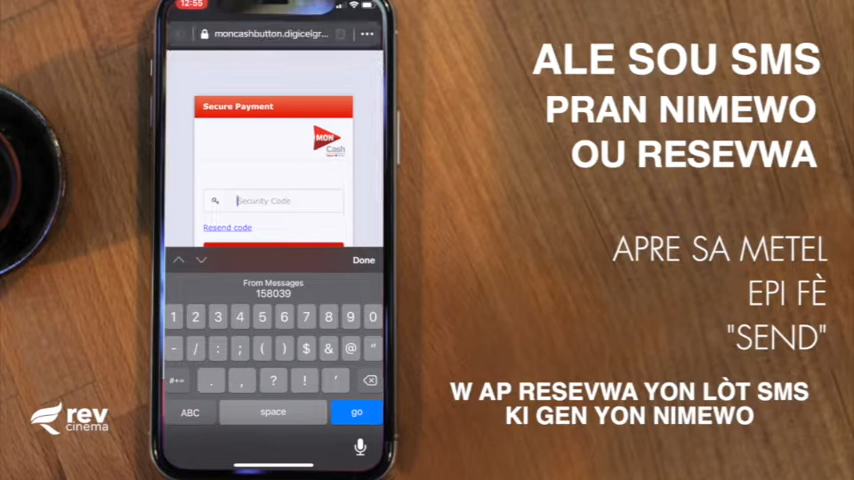 12:55
moncashbutton.digicelgr...
Secure Payment
MON
Cash
Security Code
Resend code
Done
From Messages
158039
1 2 3 4 5 6 7 8 9 0
- / : ; ( ) $ & @ "
#+= . , ? ! '
ABC space go
ALE SOU SMS
PRAN NIMEWO
OU RESEVWA
APRE SA METEL
EPI FÈ
"SEND"
W AP RESEVWA YON LÒT SMS
KI GEN YON NIMEWO
rev
cinema